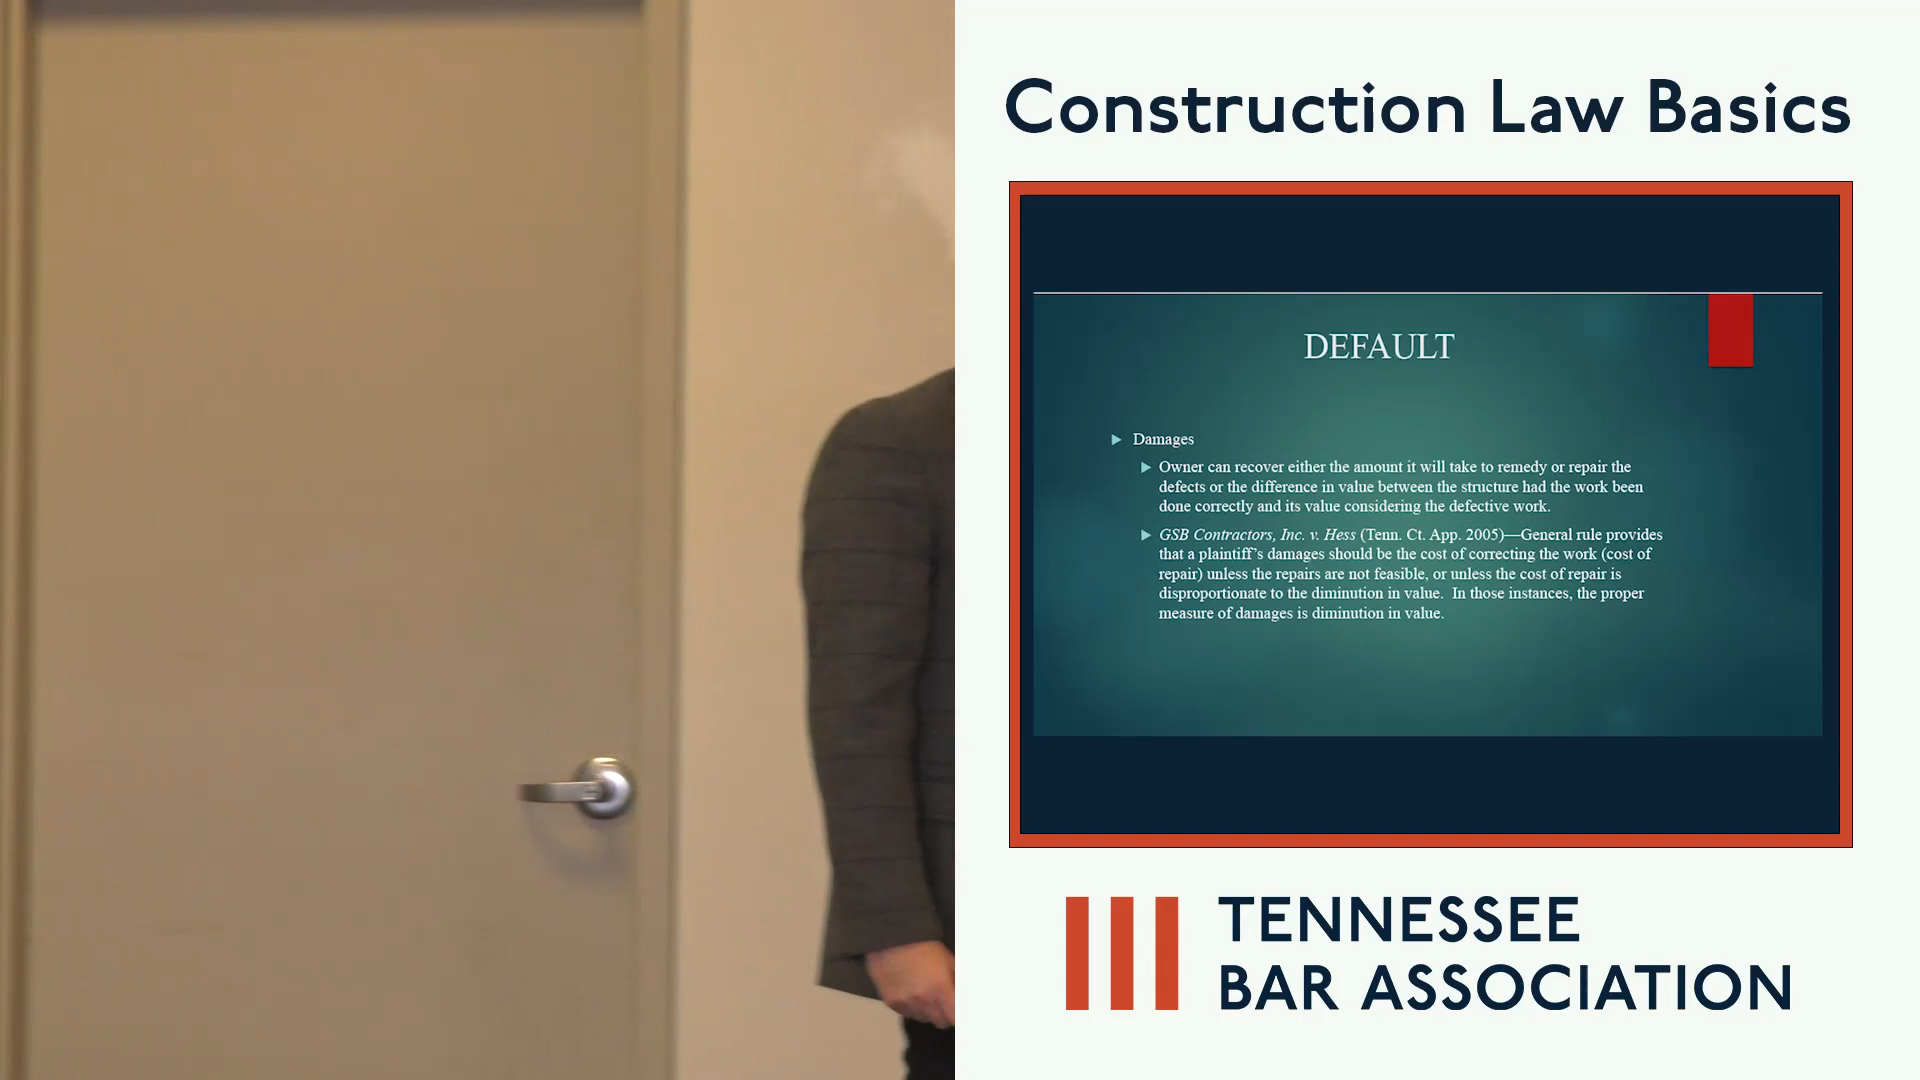 Construction Law Basics
DEFAULT
Damages
Owner can recover either the amount it will take to remedy or repair the
defects or the difference in value between the structure had the work been
done correctly and its value considering the defective work.
GSB Contractors, Inc. v. Hess (Tenn. Ct. App. 2005)—General rule provides
that a plaintiff's damages should be the cost of correcting the work (cost of
repair) unless the repairs are not feasible, or unless the cost of repair is
disproportionate to the diminution in value.  In those instances, the proper
measure of damages is diminution in value.
TENNESSEE
BAR ASSOCIATION